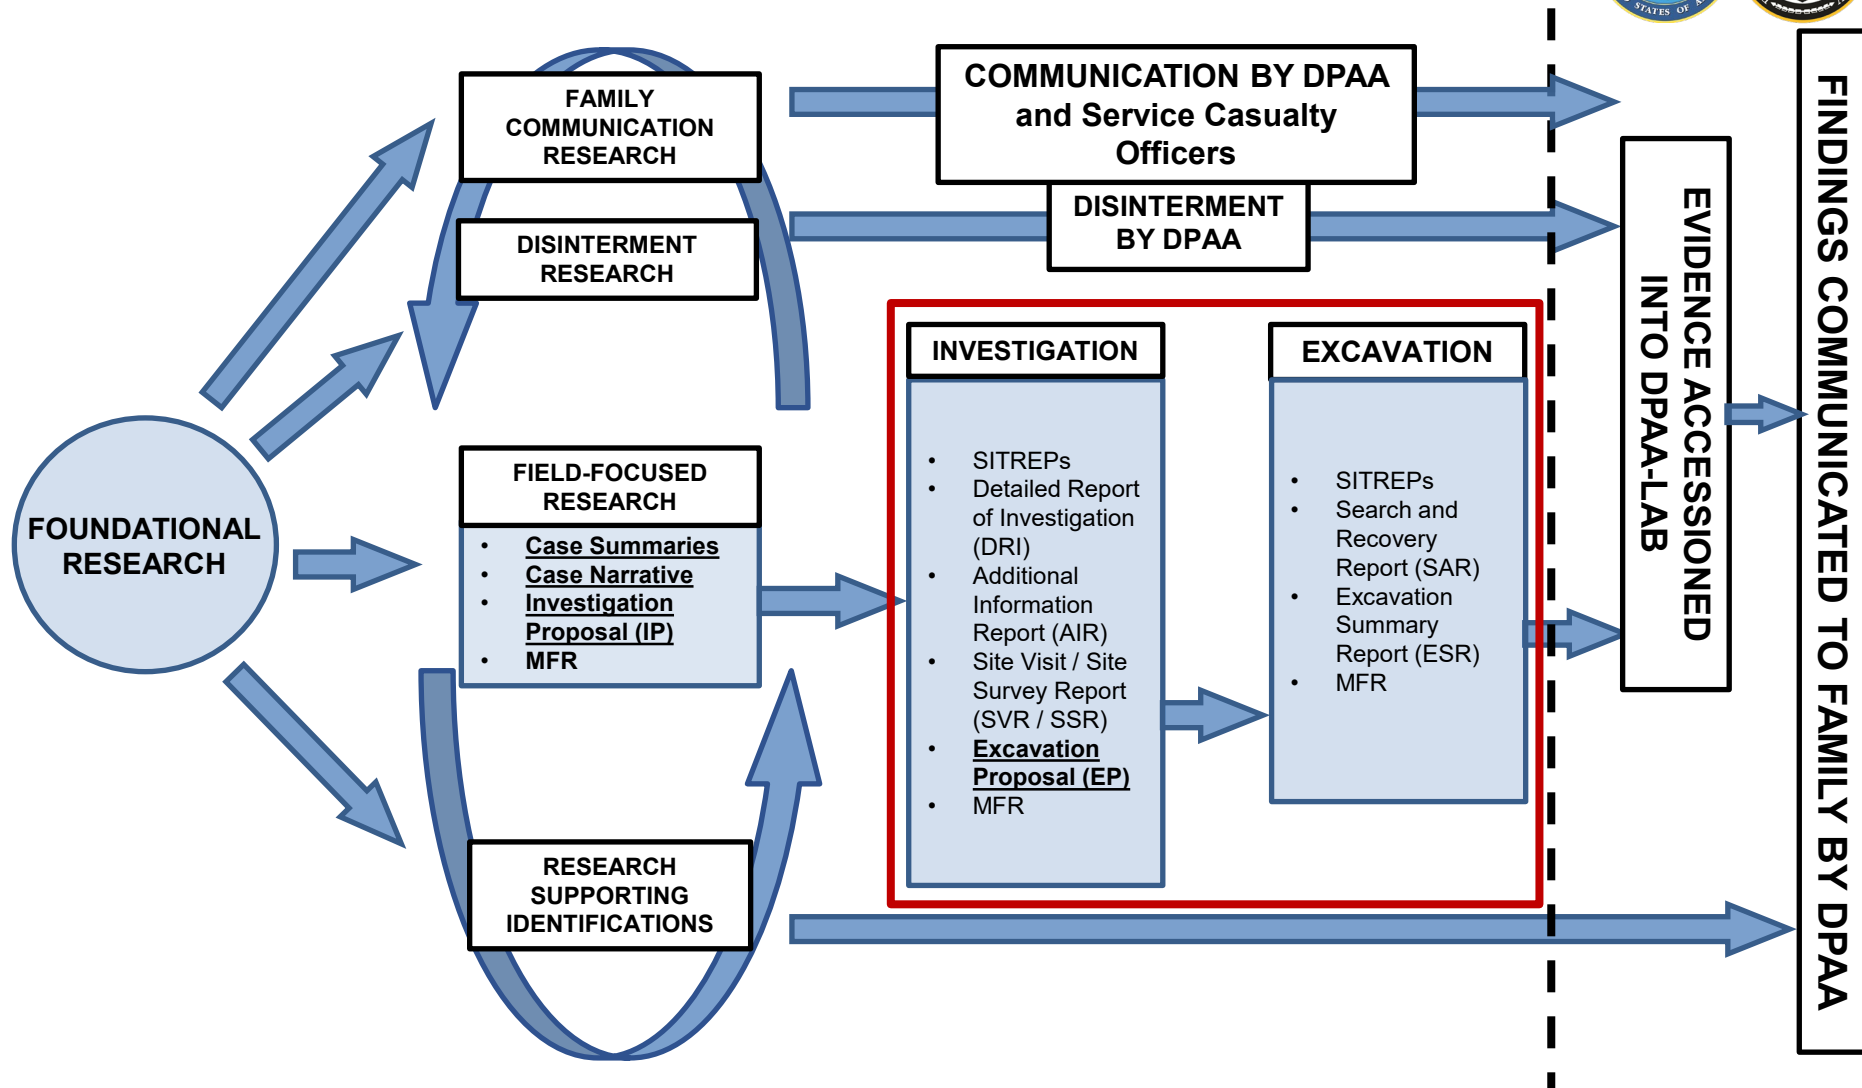 STATES OF
FAMILY
COMMUNICATION
RESEARCH
COMMUNICATION BY DPAA
and Service Casualty
Officers
DISINTERMENT
RESEARCH
DISINTERMENT
BY DPAA
FOUNDATIONAL
RESEARCH
FIELD-FOCUSED
RESEARCH
• Case Summaries
• Case Narrative
• Investigation
Proposal (IP)
• MFR
RESEARCH
SUPPORTING
IDENTIFICATIONS
INVESTIGATION
• SITREPs
• Detailed Report
of Investigation
(DRI)
• Additional
Information
Report (AIR)
• Site Visit / Site
Survey Report
(SVR / SSR)
• Excavation
Proposal (EP)
• MFR
EXCAVATION
• SITREPs
• Search and
Recovery
Report (SAR)
• Excavation
Summary
Report (ESR)
• MFR
EVIDENCE ACCESSIONED
INTO DPAA-LAB
FINDINGS COMMUNICATED TO FAMILY BY DPAA